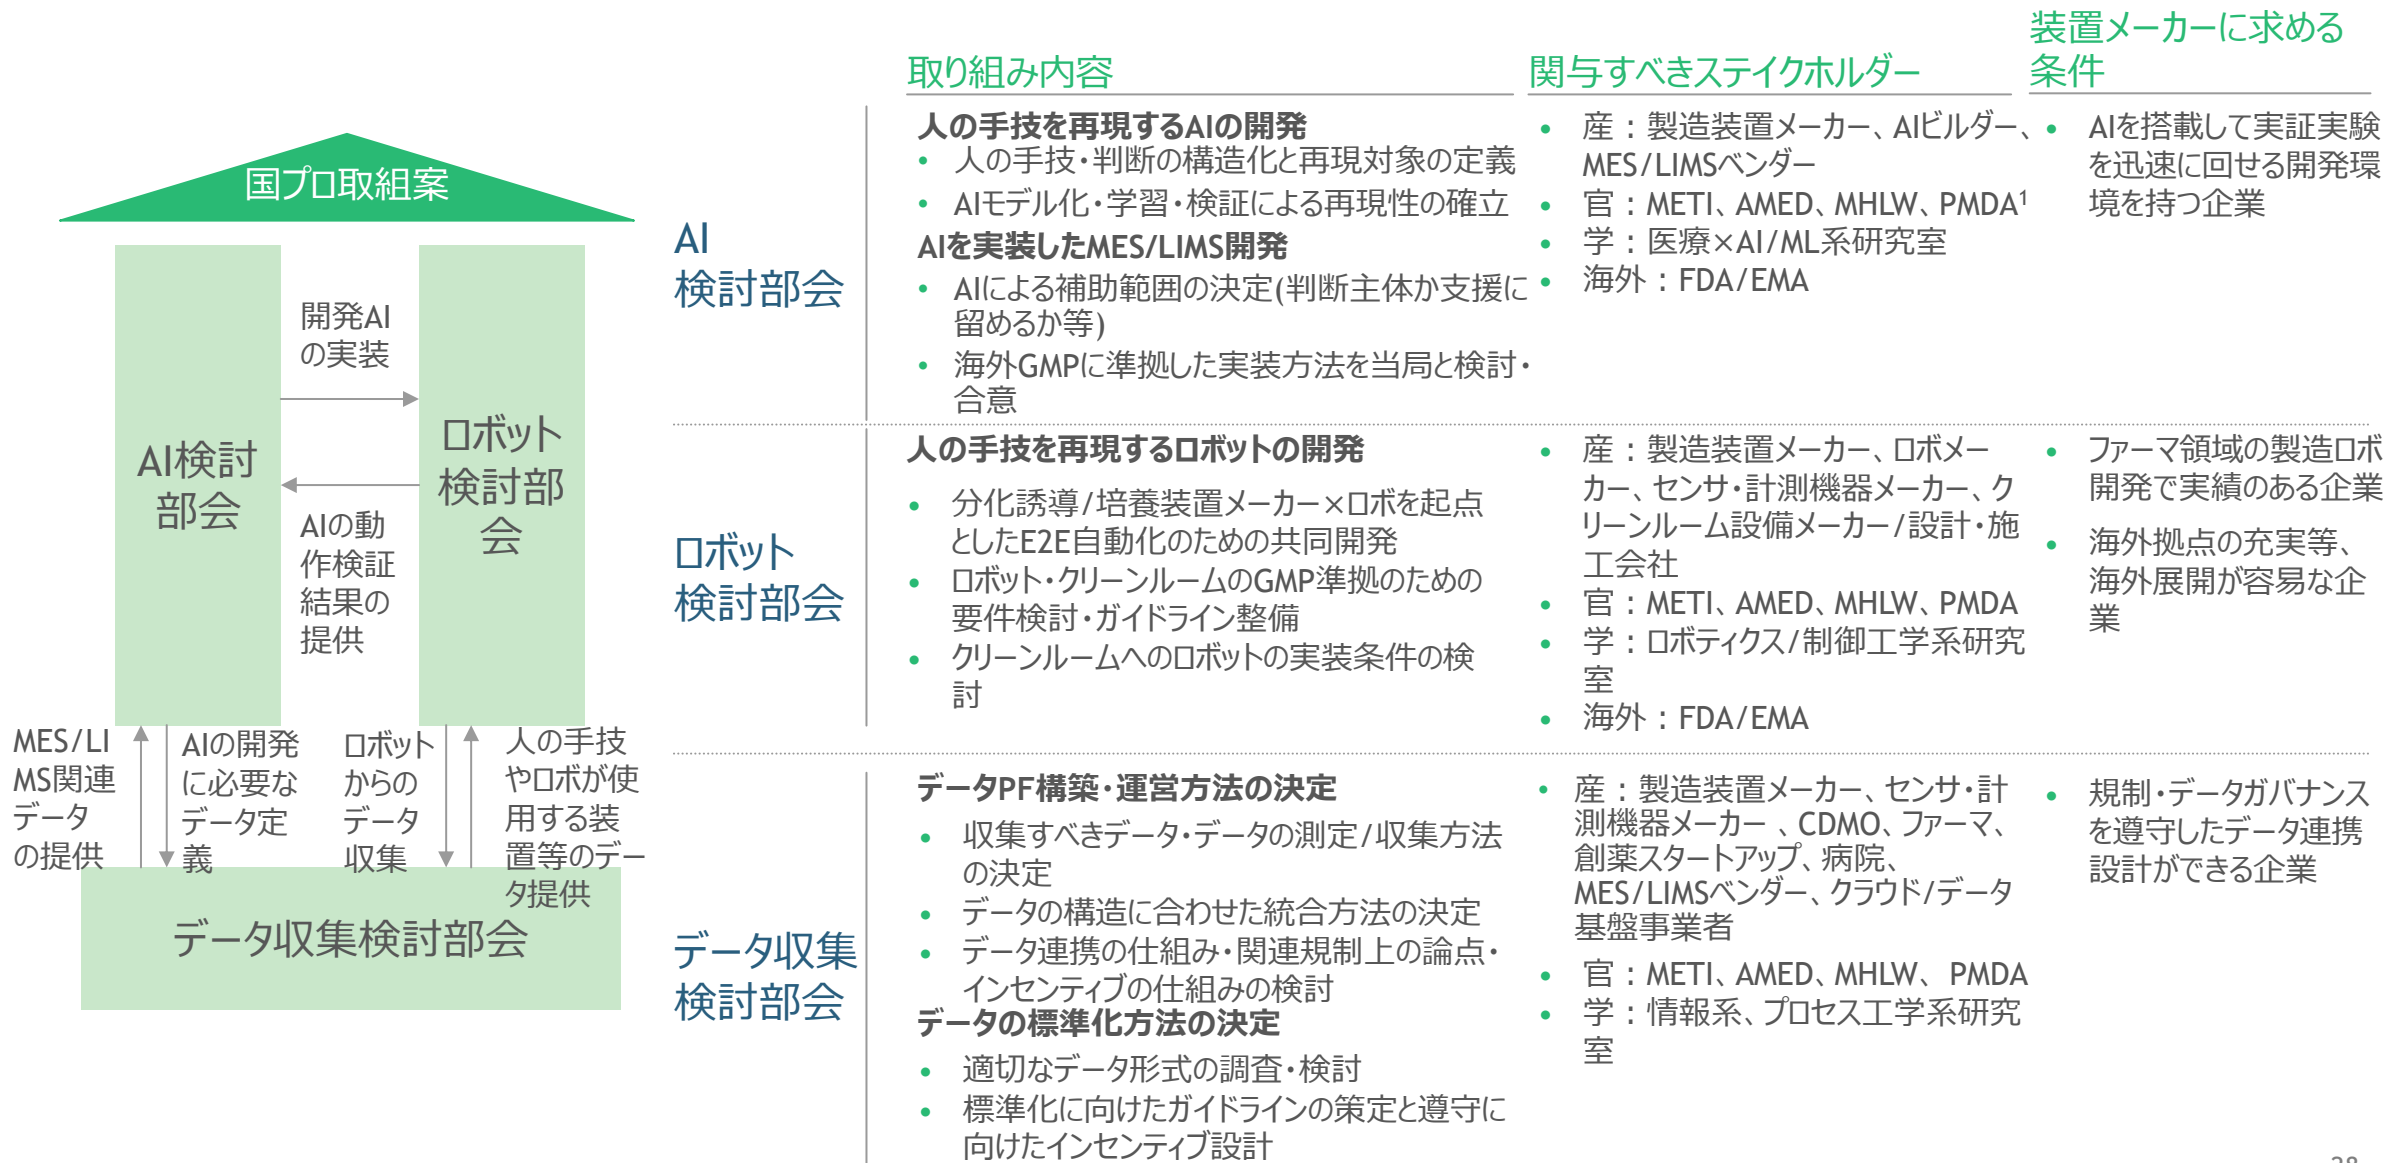 国プロ取組案
AI検討
部会
開発AI
の実装
AIの動
作検証
結果の
提供
ロボット
検討部
会
MES/LI
MS関連
データ
の提供
AIの開発
に必要な
データ定
義
ロボット
からの
データ
収集
人の手技
やロボが使
用する装
置等のデー
タ提供
データ収集検討部会
取り組み内容
関与すべきステイクホルダー
装置メーカーに求める
条件
AI
検討部会
人の手技を再現するAIの開発
• 人の手技・判断の構造化と再現対象の定義
• AIモデル化・学習・検証による再現性の確立
AIを実装したMES/LIMS開発
• AIによる補助範囲の決定(判断主体か支援に
留めるか等)
• 海外GMPに準拠した実装方法を当局と検討・
合意
• 産：製造装置メーカー、AIビルダー、
MES/LIMSベンダー
• 官：METI、AMED、MHLW、PMDA1
• 学：医療×AI/ML系研究室
• 海外：FDA/EMA
• AIを搭載して実証実験
を迅速に回せる開発環
境を持つ企業
ロボット
検討部会
人の手技を再現するロボットの開発
• 分化誘導/培養装置メーカー×ロボを起点
としたE2E自動化のための共同開発
• ロボット・クリーンルームのGMP準拠のための
要件検討・ガイドライン整備
• クリーンルームへのロボットの実装条件の検
討
• 産：製造装置メーカー、ロボメー
カー、センサ・計測機器メーカー、ク
リーンルーム設備メーカー/設計・施
工会社
• 官：METI、AMED、MHLW、PMDA
• 学：ロボティクス/制御工学系研究
室
• 海外：FDA/EMA
• ファーマ領域の製造ロボ
開発で実績のある企業
• 海外拠点の充実等、
海外展開が容易な企
業
データ収集
検討部会
データPF構築・運営方法の決定
• 収集すべきデータ・データの測定/収集方法
の決定
• データの構造に合わせた統合方法の決定
• データ連携の仕組み・関連規制上の論点・
インセンティブの仕組みの検討
データの標準化方法の決定
• 適切なデータ形式の調査・検討
• 標準化に向けたガイドラインの策定と遵守に
向けたインセンティブ設計
• 産：製造装置メーカー、センサ・計
測機器メーカー 、CDMO、ファーマ、
創薬スタートアップ、病院、
MES/LIMSベンダー、クラウド/データ
基盤事業者
• 官：METI、AMED、MHLW、 PMDA
• 学：情報系、プロセス工学系研究
室
• 規制・データガバナンス
を遵守したデータ連携
設計ができる企業